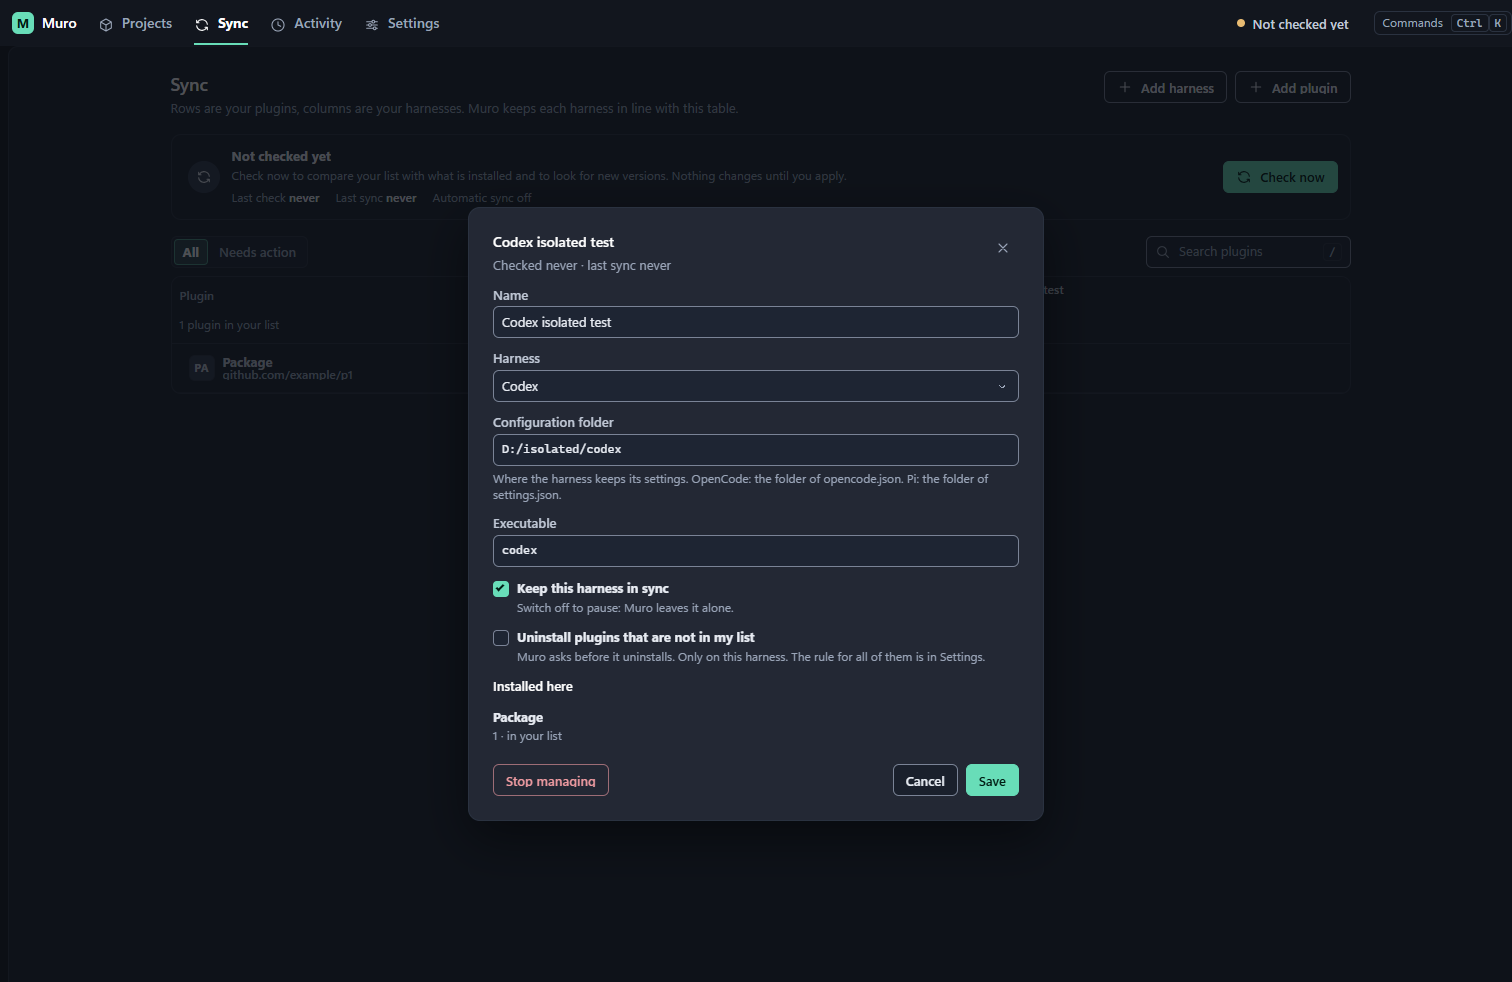 M Muro Projects Sync Activity Settings Not checked yet Commands Ctrl K
Sync
Rows are your plugins, columns are your harnesses. Muro keeps each harness in line with this table.
+ Add harness + Add plugin
Not checked yet
Check now to compare your list with what is installed and to look for new versions. Nothing changes until you apply.
Last check never Last sync never Automatic sync off
Check now
All Needs action
Search plugins /
Plugin
1 plugin in your list
test
PA Package
github.com/example/p1
Codex isolated test
Checked never · last sync never
Name
Codex isolated test
Harness
Codex
Configuration folder
D:/isolated/codex
Where the harness keeps its settings. OpenCode: the folder of opencode.json. Pi: the folder of
settings.json.
Executable
codex
Keep this harness in sync
Switch off to pause: Muro leaves it alone.
Uninstall plugins that are not in my list
Muro asks before it uninstalls. Only on this harness. The rule for all of them is in Settings.
Installed here
Package
1 · in your list
Stop managing Cancel Save